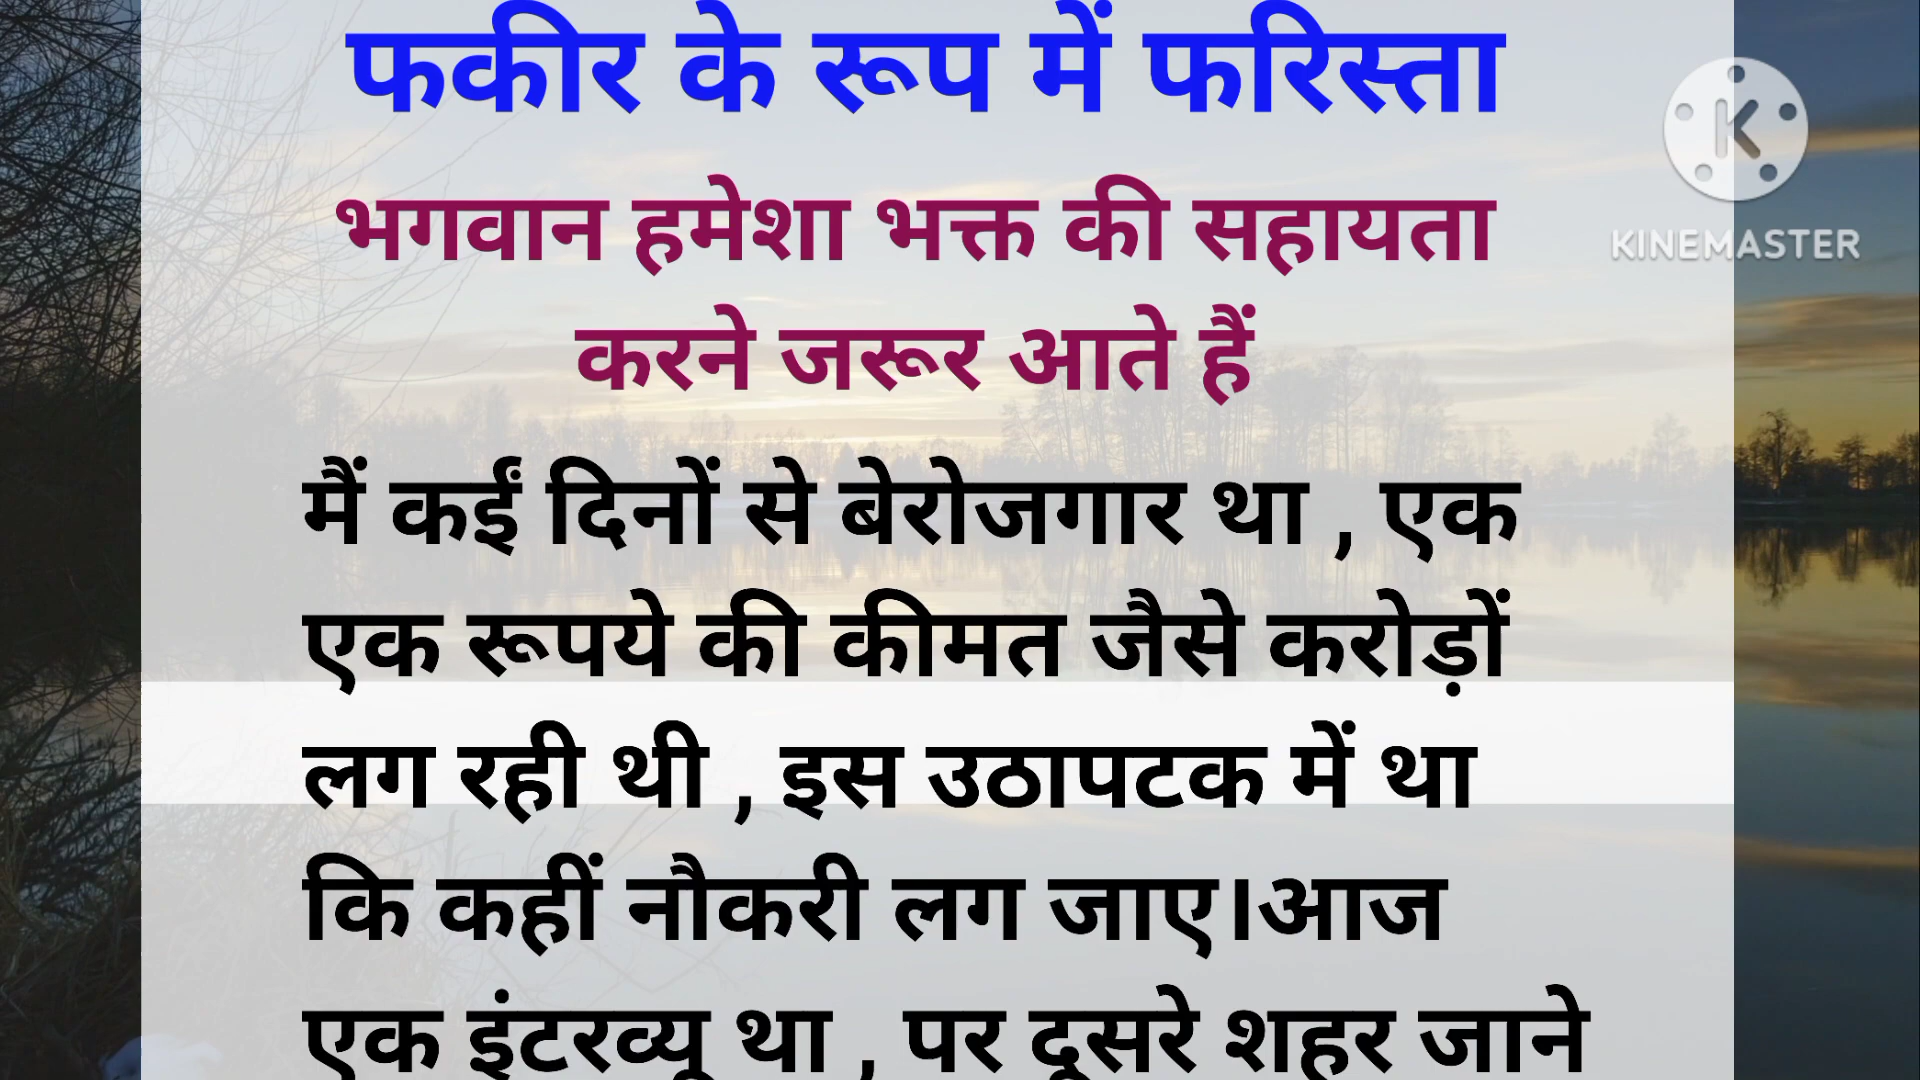 फकीर के रूप में फरिस्ता
भगवान हमेशा भक्त की सहायता
करने जरूर आते हैं
मैं कईं दिनों से बेरोजगार था , एक
एक रूपये की कीमत जैसे करोड़ों
लग रही थी , इस उठापटक में था
कि कहीं नौकरी लग जाए।आज
एक इंटरव्यू था , पर दूसरे शहर जाने
K
KINEMASTER